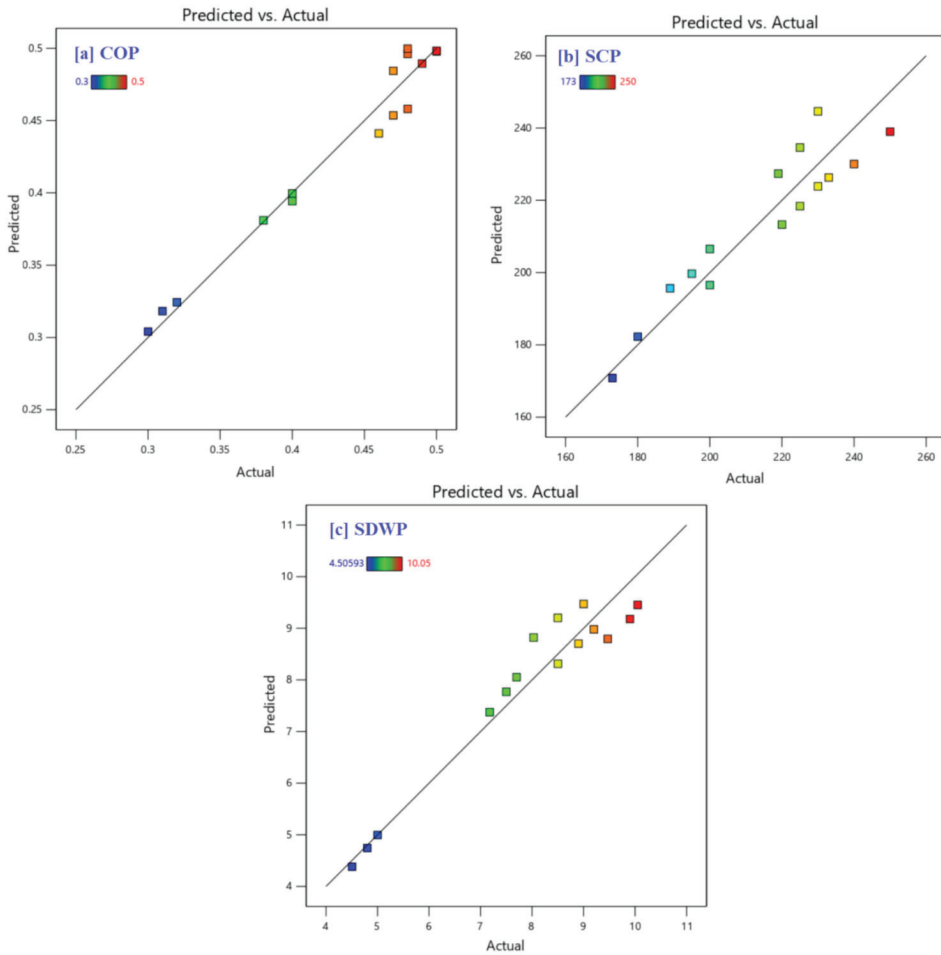 Predicted vs. Actual
[a] COP
0.3 0.5
0.5
0.45
0.4
0.35
0.3
0.25
Predicted
0.25 0.3 0.35 0.4 0.45 0.5
Actual
Predicted vs. Actual
[b] SCP
173 250
260
240
220
200
180
160
Predicted
160 180 200 220 240 260
Actual
Predicted vs. Actual
[c] SDWP
4.50593 10.05
11
10
9
8
7
6
5
4
Predicted
4 5 6 7 8 9 10 11
Actual